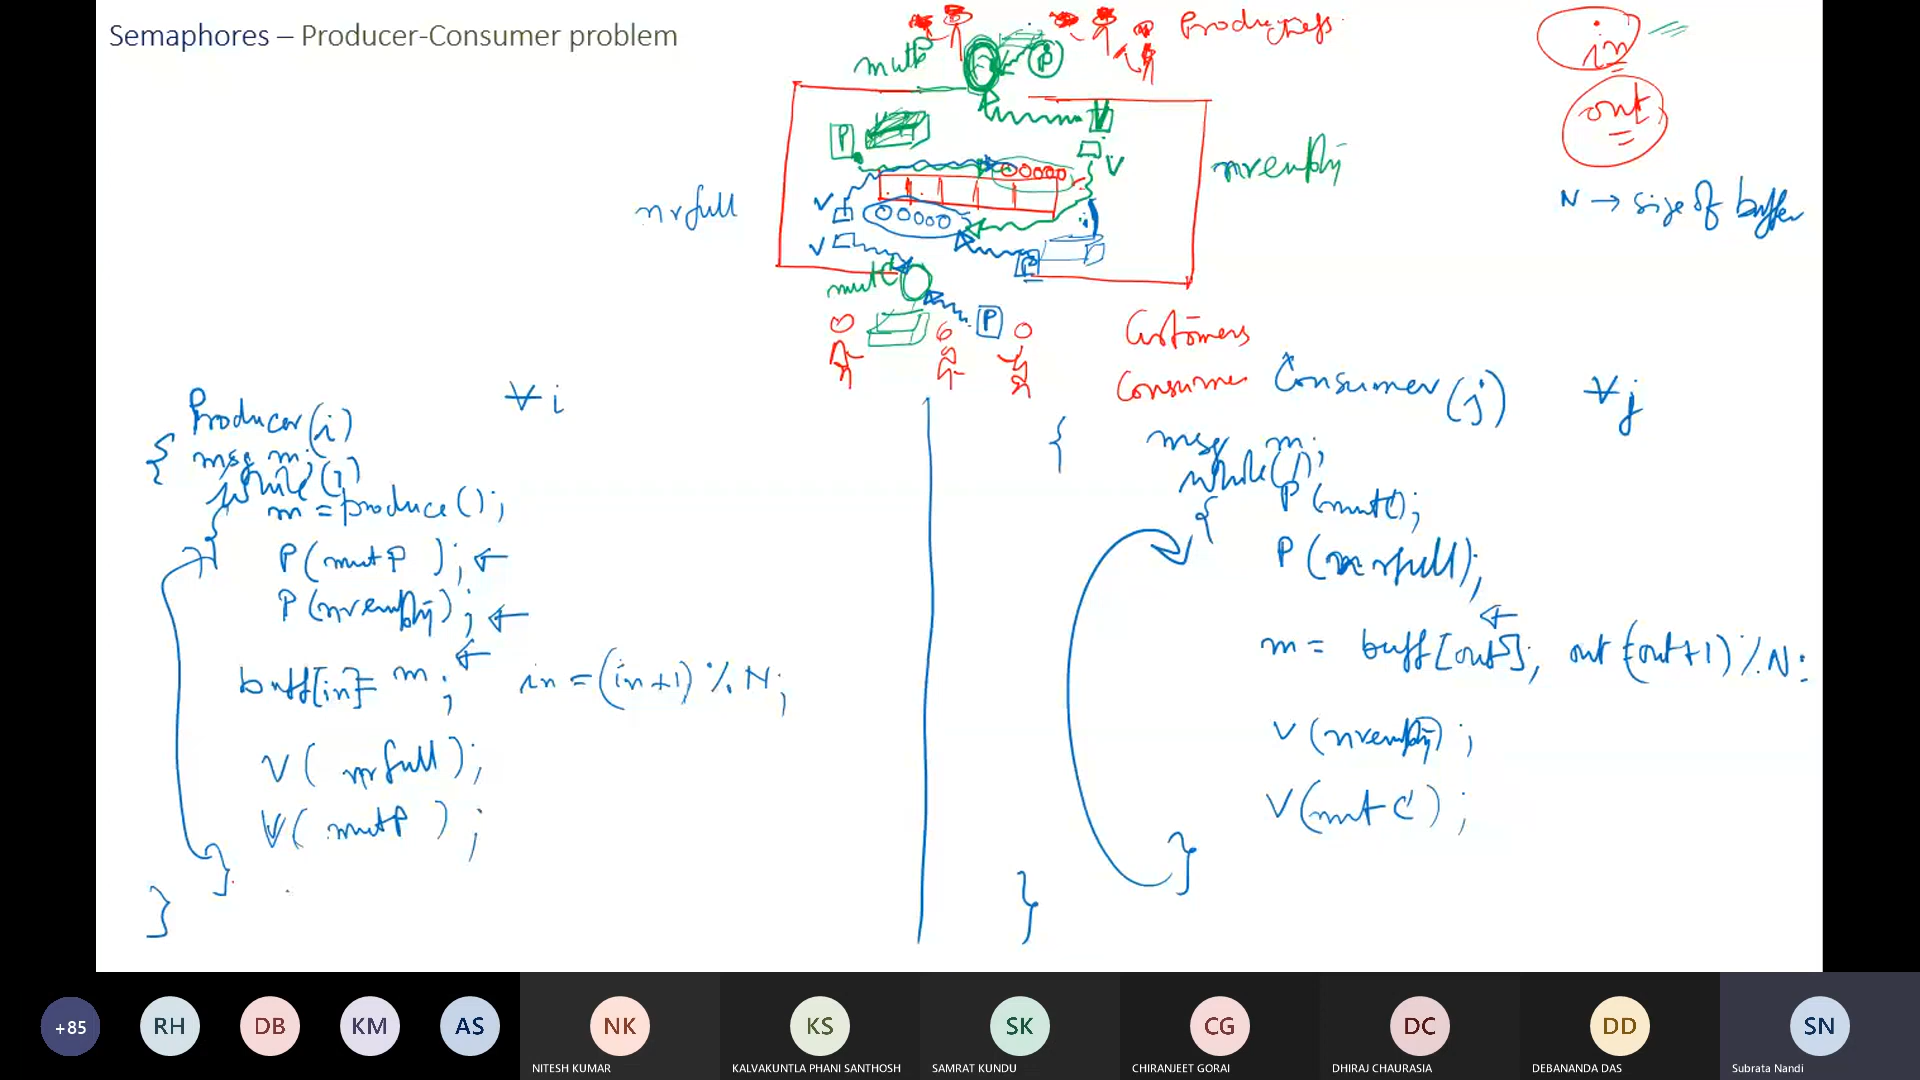 Semaphores – Producer-Consumer problem
Producers
in
out
mutP
P
V
P
V
nrempty
nrfull
N → size of buffer
V
V
P
mutC
P
Customers
Consumer
Producer(i) ∀i
{ msg m;
while(1)
{ m = produce();
P(mutP);
P(nrempty);
buff[in] = m; in = (in+1) % N;
V(nrfull);
V(mutP);
}
}
Consumer(j) ∀j
{ msg m;
while(1)
{ P(mutC);
P(nrfull);
m = buff[out]; out = (out+1) % N;
V(nrempty);
V(mutC);
}
}
+85 RH DB KM AS NK KS SK CG DC DD SN
NITESH KUMAR KALVAKUNTLA PHANI SANTHOSH SAMRAT KUNDU CHIRANJEET GORAI DHIRAJ CHAURASIA DEBANANDA DAS Subrata Nandi